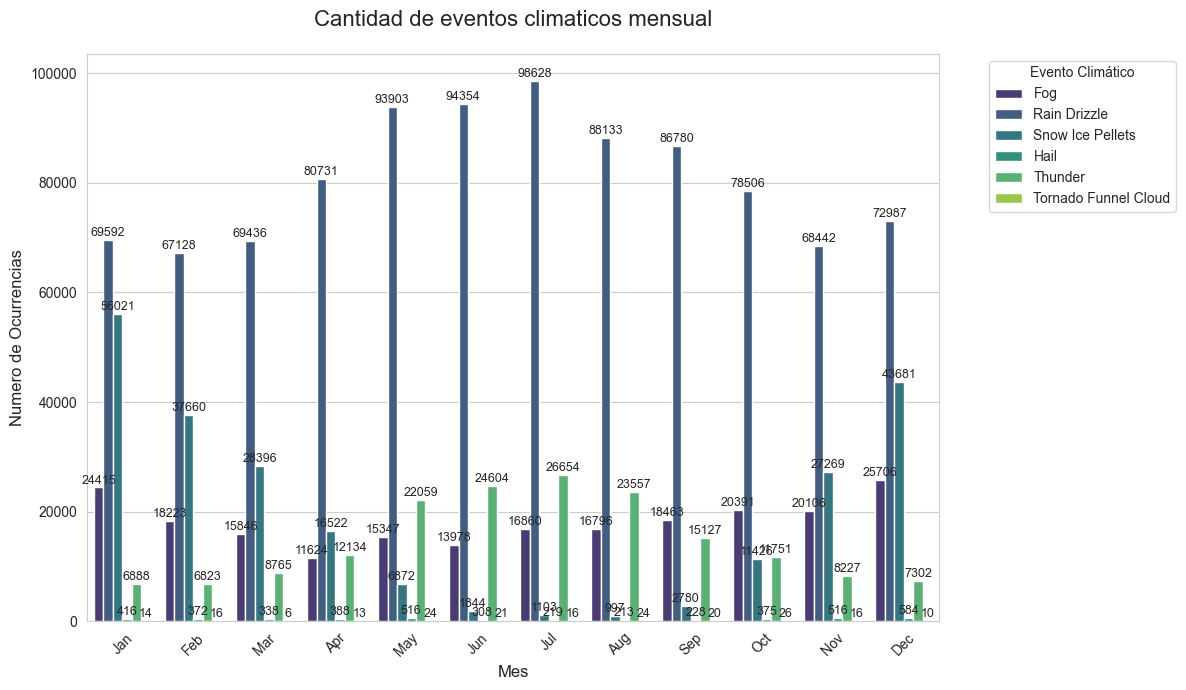 Cantidad de eventos climaticos mensual
Numero de Ocurrencias
100000
80000
60000
40000
20000
0
24415 69592 56021 416 6888 14
18223 67128 37660 372 6823 16
15846 69436 28396 338 8765 6
11624 80731 16522 388 12134 13
15347 93903 6872 516 22059 24
13978 94354 1844 308 24604 21
16860 98628 1103 219 26654 16
16796 88133 997 213 23557 24
18463 86780 2780 228 15127 20
20391 78506 11426 375 11751 26
20106 68442 27269 516 8227 16
25706 72987 43681 584 7302 10
Jan Feb Mar Apr May Jun Jul Aug Sep Oct Nov Dec
Mes
Evento Climático
Fog
Rain Drizzle
Snow Ice Pellets
Hail
Thunder
Tornado Funnel Cloud